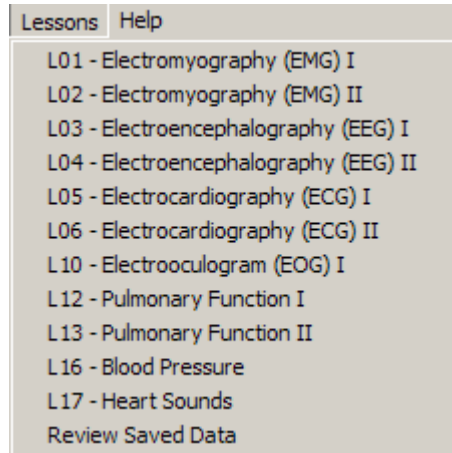 Lessons Help
L01 - Electromyography (EMG) I
L02 - Electromyography (EMG) II
L03 - Electroencephalography (EEG) I
L04 - Electroencephalography (EEG) II
L05 - Electrocardiography (ECG) I
L06 - Electrocardiography (ECG) II
L10 - Electrooculogram (EOG) I
L12 - Pulmonary Function I
L13 - Pulmonary Function II
L16 - Blood Pressure
L17 - Heart Sounds
Review Saved Data